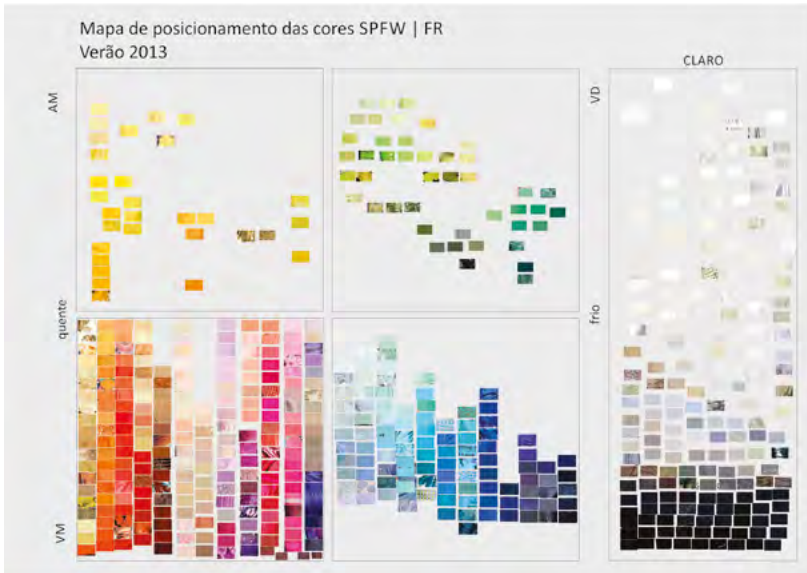 Mapa de posicionamento das cores SPFW | FR
Verão 2013
CLARO
AM
VD
quente
frio
VM